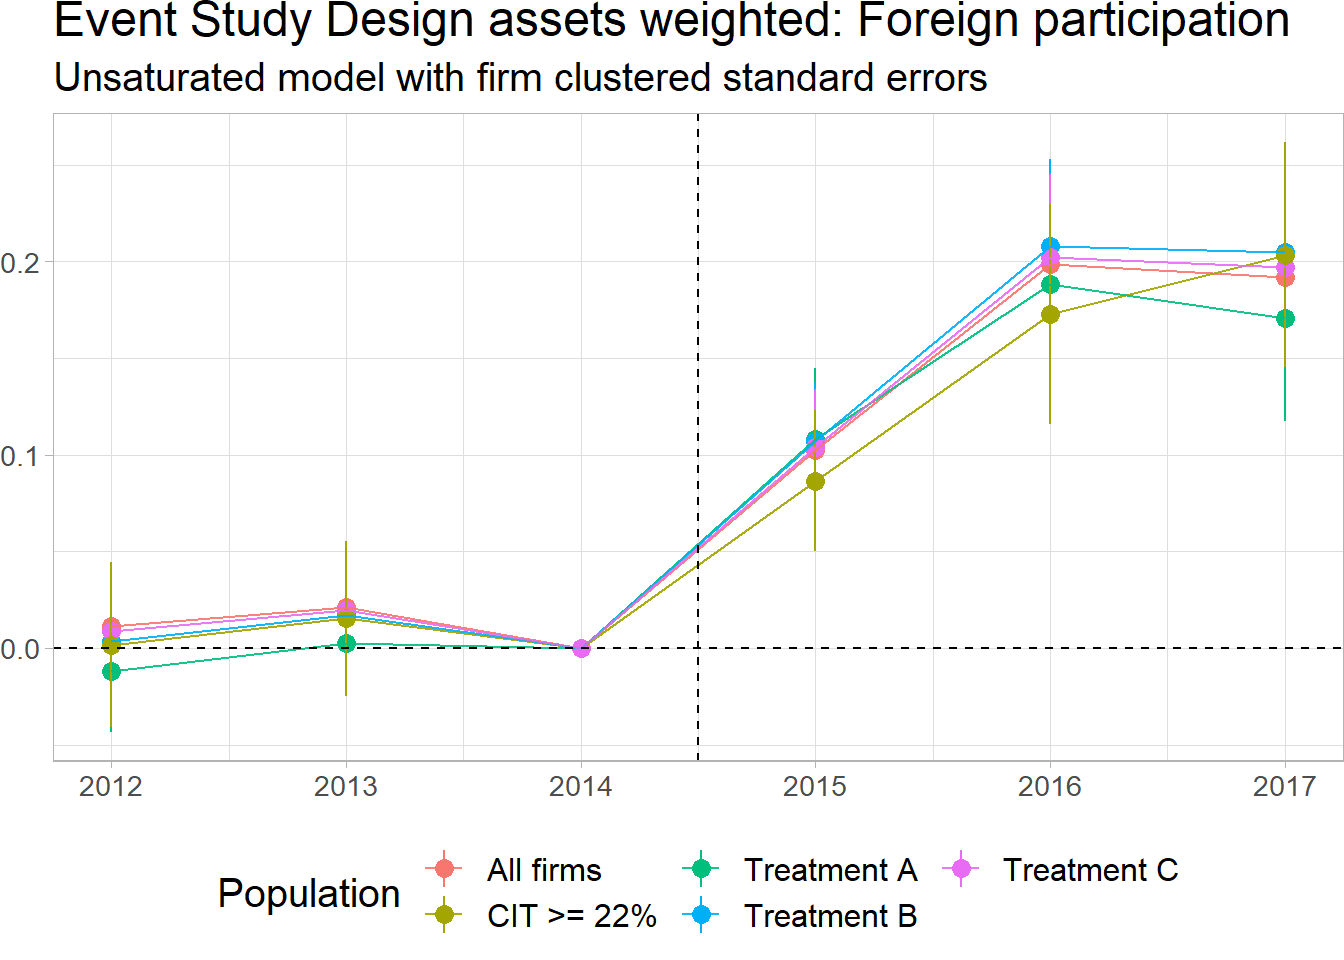 Event Study Design assets weighted: Foreign participation
Unsaturated model with firm clustered standard errors
0.2
0.1
0.0
2012 2013 2014 2015 2016 2017
Population
All firms Treatment A Treatment C
CIT >= 22% Treatment B